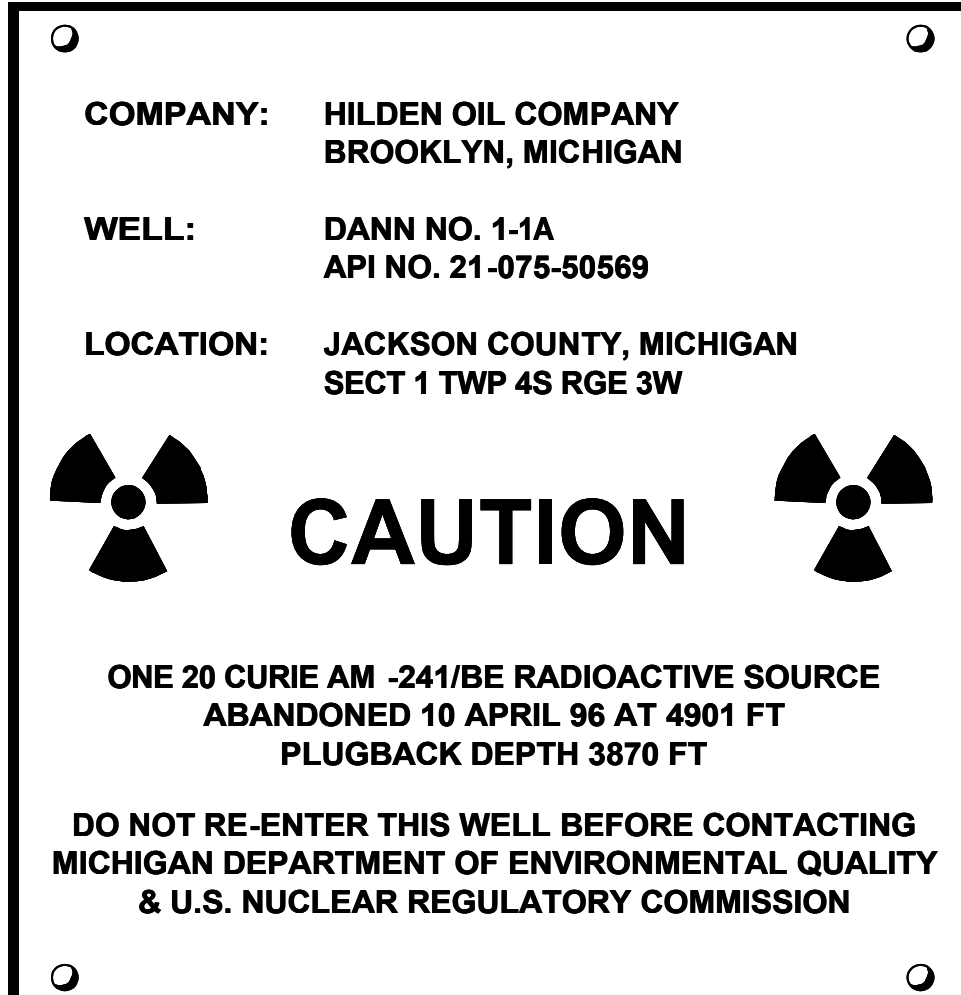 COMPANY: HILDEN OIL COMPANY
BROOKLYN, MICHIGAN
WELL: DANN NO. 1-1A
API NO. 21-075-50569
LOCATION: JACKSON COUNTY, MICHIGAN
SECT 1 TWP 4S RGE 3W
CAUTION
ONE 20 CURIE AM -241/BE RADIOACTIVE SOURCE
ABANDONED 10 APRIL 96 AT 4901 FT
PLUGBACK DEPTH 3870 FT
DO NOT RE-ENTER THIS WELL BEFORE CONTACTING
MICHIGAN DEPARTMENT OF ENVIRONMENTAL QUALITY
& U.S. NUCLEAR REGULATORY COMMISSION